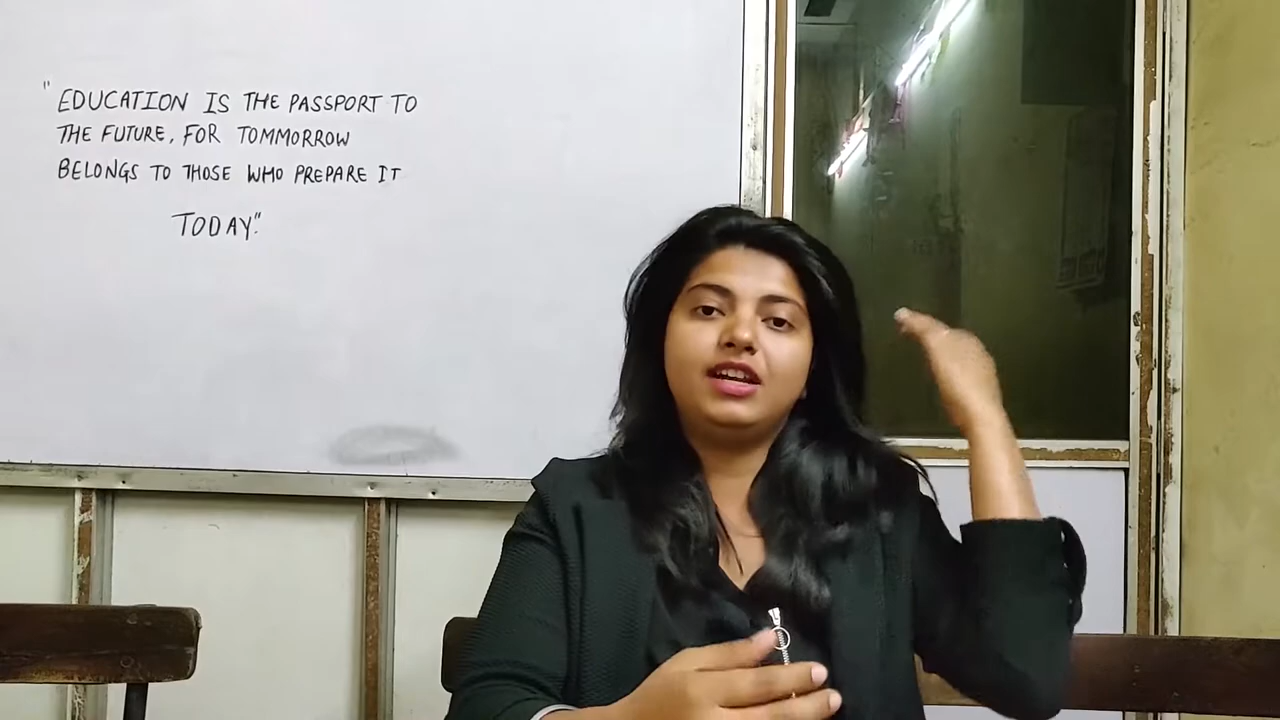 "EDUCATION IS THE PASSPORT TO
THE FUTURE, FOR TOMMORROW
BELONGS TO THOSE WHO PREPARE IT
TODAY."